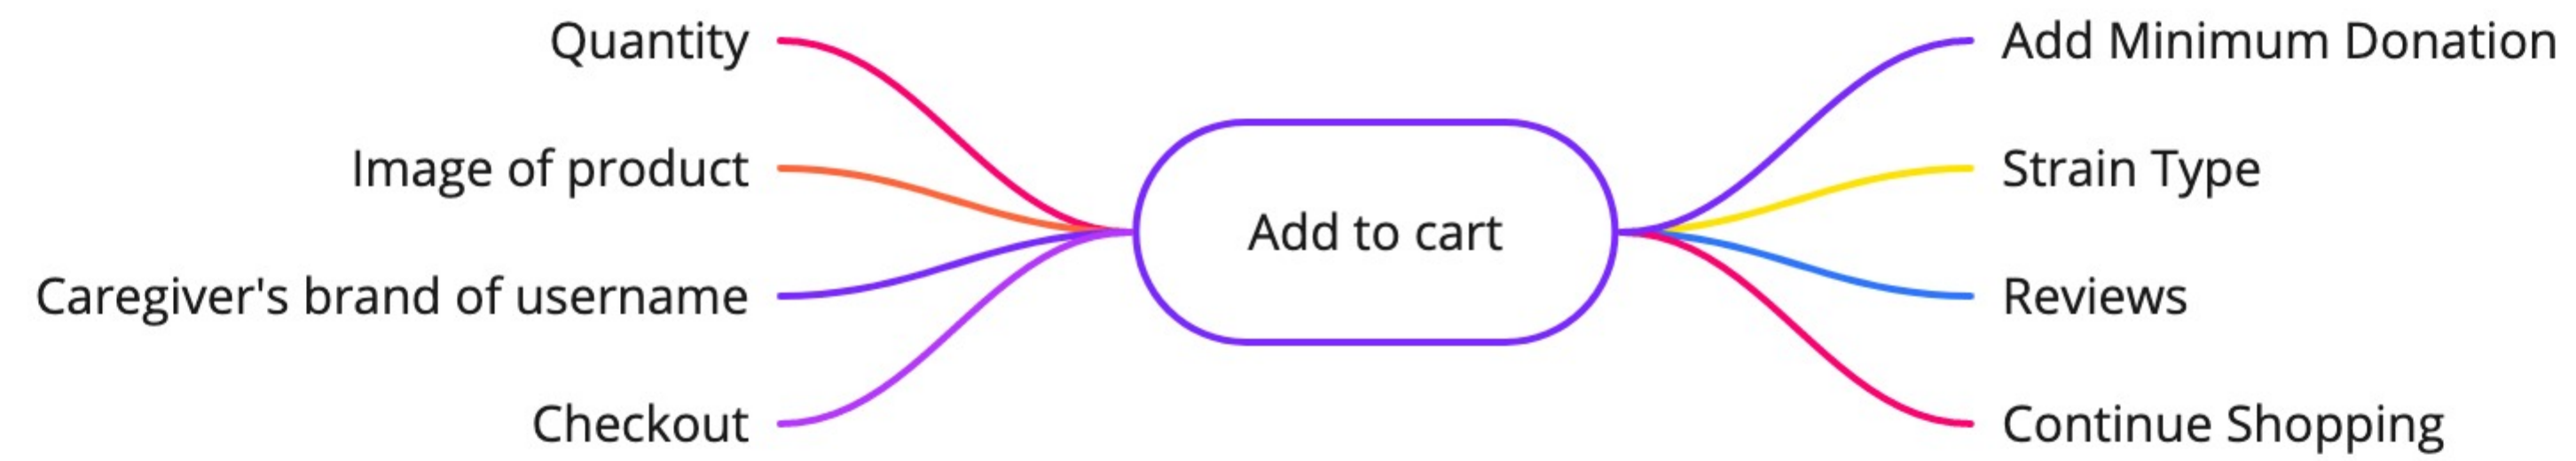 Quantity
Image of product
Caregiver's brand of username
Checkout
Add to cart
Add Minimum Donation
Strain Type
Reviews
Continue Shopping